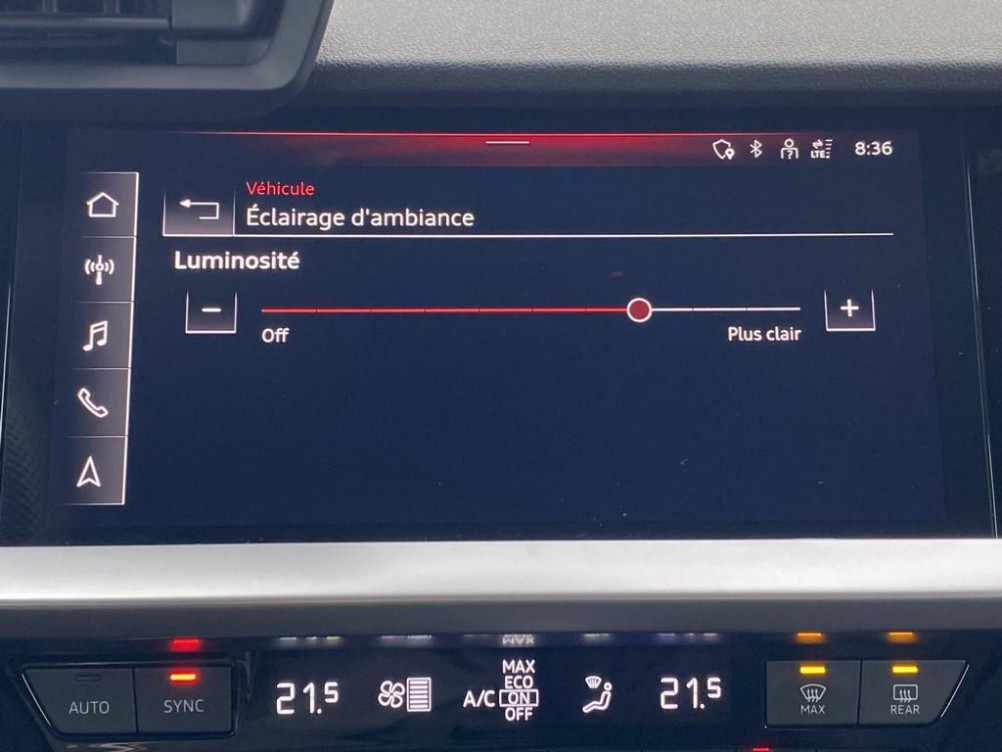 LTE
8:36
Véhicule
Éclairage d'ambiance
Luminosité
− +
Off Plus clair
MAX
ECO
A/C ON
OFF
AUTO SYNC 21.5 21.5 MAX REAR